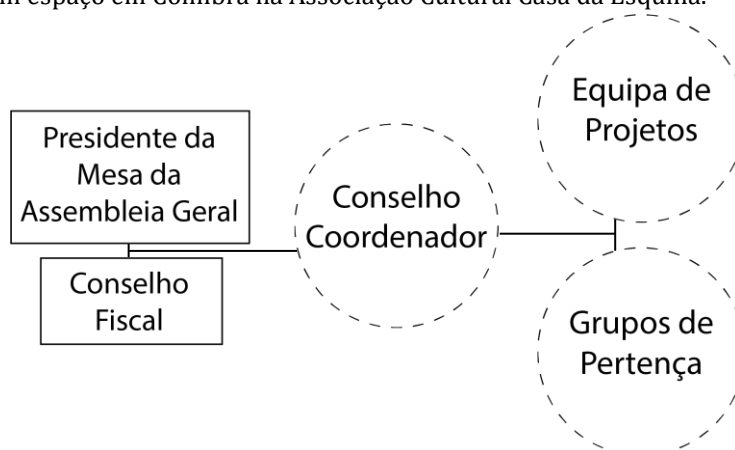 espaço em Coimbra na Associação Cultural Casa da Esquina.
Presidente da
Mesa da
Assembleia Geral
Conselho
Fiscal
Conselho
Coordenador
Equipa de
Projetos
Grupos de
Pertença